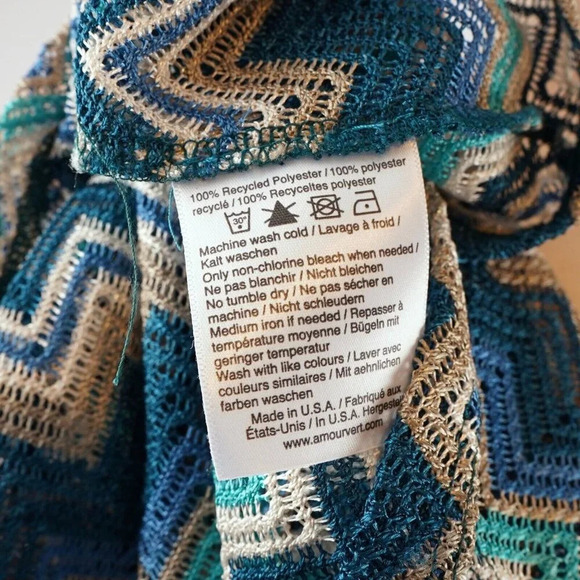 100% Recycled Polyester / 100% polyester
recyclé / 100% Recyceltes polyester
30°
Machine wash cold / Lavage à froid /
Kalt waschen
Only non-chlorine bleach when needed /
Ne pas blanchir / Nicht bleichen
No tumble dry / Ne pas sécher en
machine / Nicht schleudern
Medium iron if needed / Repasser à
température moyenne / Bügeln mit
geringer temperatur
Wash with like colours / Laver avec
couleurs similaires / Mit aehnlichen
farben waschen
Made in U.S.A. / Fabriqué aux
États-Unis / In U.S.A. Hergestel
www.amourvert.com